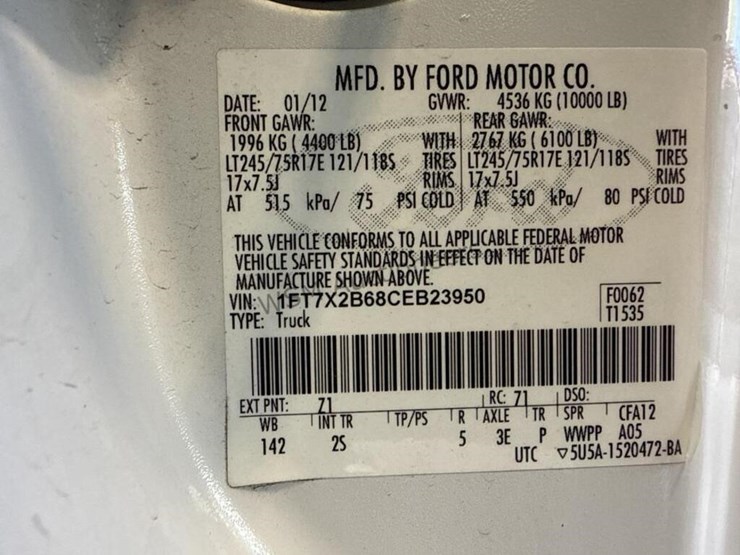 MFD. BY FORD MOTOR CO.
DATE: 01/12 GVWR: 4536 KG (10000 LB)
FRONT GAWR: REAR GAWR:
1996 KG ( 4400 LB) WITH 2767 KG ( 6100 LB) WITH
LT245/75R17E 121/118S TIRES LT245/75R17E 121/118S TIRES
17x7.5J RIMS 17x7.5J RIMS
AT 515 kPa/ 75 PSI COLD AT 550 kPa/ 80 PSI COLD
THIS VEHICLE CONFORMS TO ALL APPLICABLE FEDERAL MOTOR
VEHICLE SAFETY STANDARDS IN EFFECT ON THE DATE OF
MANUFACTURE SHOWN ABOVE.
VIN: 1FT7X2B68CEB23950 F0062
TYPE: Truck T1535
EXT PNT: Z1 RC: 71 DSO:
WB INT TR TP/PS R AXLE TR SPR CFA12
142 2S 5 3E P WWPP A05
UTC ▽5U5A-1520472-BA